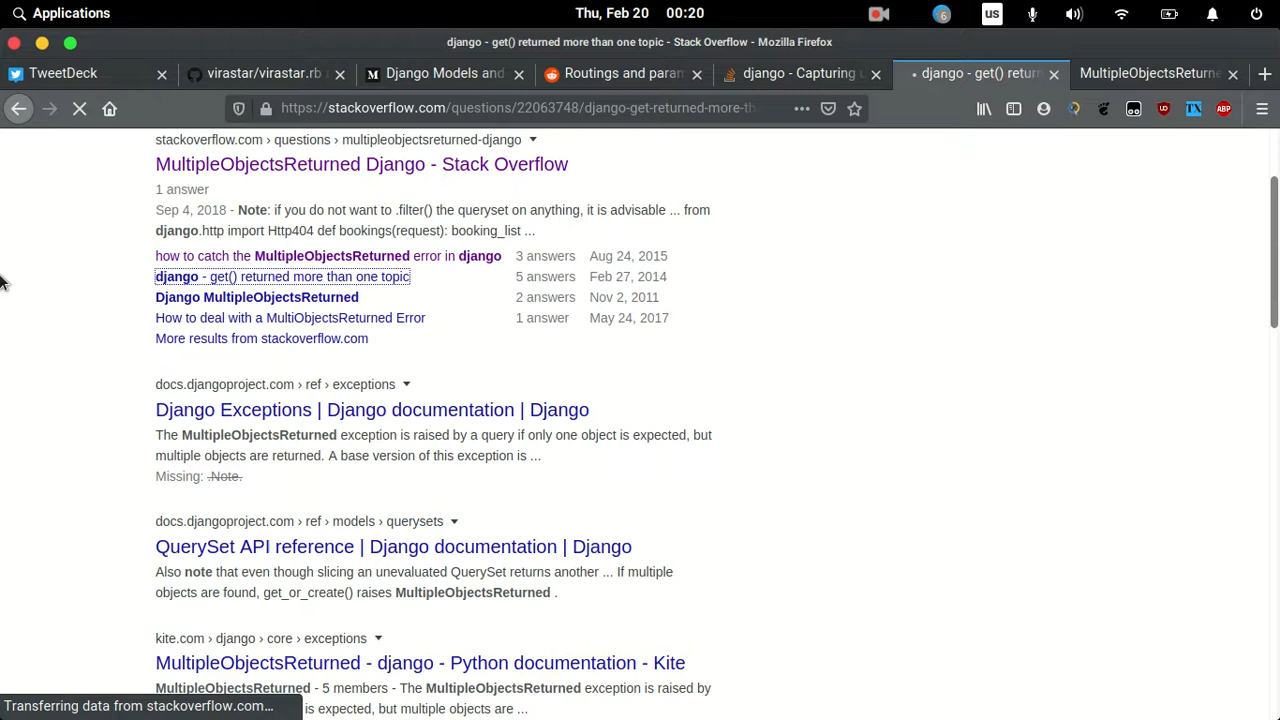 Applications
Thu, Feb 20 00:20
6
us
django - get() returned more than one topic - Stack Overflow - Mozilla Firefox
TweetDeck
virastar/virastar.rb
Django Models and
Routings and param
django - Capturing u
django - get() return
MultipleObjectsReturne
https://stackoverflow.com/questions/22063748/django-get-returned-more-th
stackoverflow.com › questions › multipleobjectsreturned-django
MultipleObjectsReturned Django - Stack Overflow
1 answer
Sep 4, 2018 - Note: if you do not want to .filter() the queryset on anything, it is advisable ... from
django.http import Http404 def bookings(request): booking_list ...
how to catch the MultipleObjectsReturned error in django 3 answers Aug 24, 2015
django - get() returned more than one topic 5 answers Feb 27, 2014
Django MultipleObjectsReturned 2 answers Nov 2, 2011
How to deal with a MultiObjectsReturned Error 1 answer May 24, 2017
More results from stackoverflow.com
docs.djangoproject.com › ref › exceptions
Django Exceptions | Django documentation | Django
The MultipleObjectsReturned exception is raised by a query if only one object is expected, but
multiple objects are returned. A base version of this exception is ...
Missing: .Note.
docs.djangoproject.com › ref › models › querysets
QuerySet API reference | Django documentation | Django
Also note that even though slicing an unevaluated QuerySet returns another ... If multiple
objects are found, get_or_create() raises MultipleObjectsReturned .
kite.com › django › core › exceptions
MultipleObjectsReturned - django - Python documentation - Kite
MultipleObjectsReturned - 5 members - The MultipleObjectsReturned exception is raised by
is expected, but multiple objects are ...
Transferring data from stackoverflow.com…